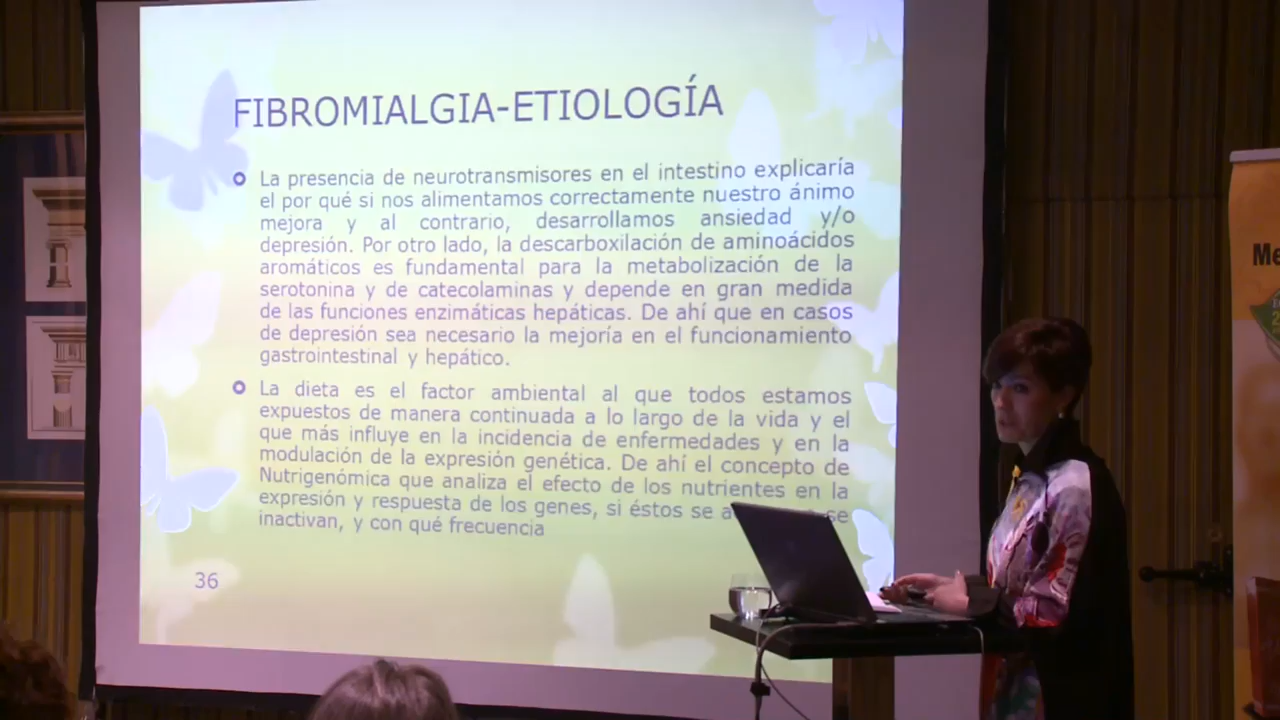 FIBROMIALGIA-ETIOLOGÍA
La presencia de neurotransmisores en el intestino explicaría
el por qué si nos alimentamos correctamente nuestro ánimo
mejora y al contrario, desarrollamos ansiedad y/o
depresión. Por otro lado, la descarboxilación de aminoácidos
aromáticos es fundamental para la metabolización de la
serotonina y de catecolaminas y depende en gran medida
de las funciones enzimáticas hepáticas. De ahí que en casos
de depresión sea necesario la mejoría en el funcionamiento
gastrointestinal y hepático.
La dieta es el factor ambiental al que todos estamos
expuestos de manera continuada a lo largo de la vida y el
que más influye en la incidencia de enfermedades y en la
modulación de la expresión genética. De ahí el concepto de
Nutrigenómica que analiza el efecto de los nutrientes en la
expresión y respuesta de los genes, si éstos se se
inactivan, y con qué frecuencia
36
Me